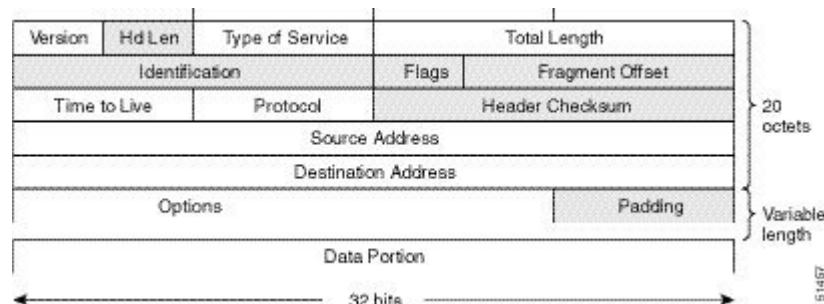 Version Hd Len Type of Service Total Length
Identification Flags Fragment Offset
Time to Live Protocol Header Checksum
20
octets
Source Address
Destination Address
Options Padding
Variable
length
Data Portion
32 bits
51457